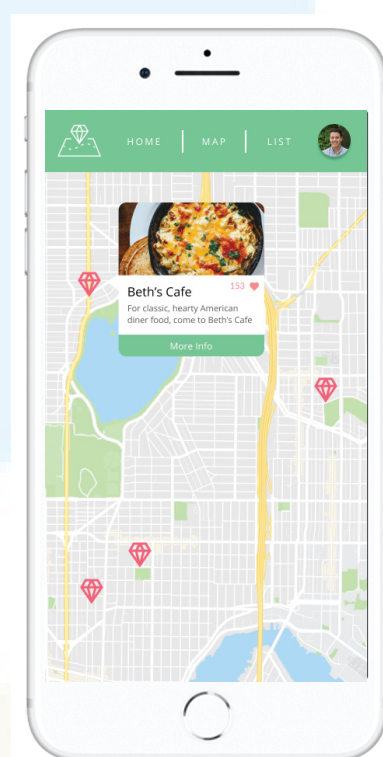 HOME MAP LIST
153
Beth's Cafe
For classic, hearty American
diner food, come to Beth's Cafe
More Info